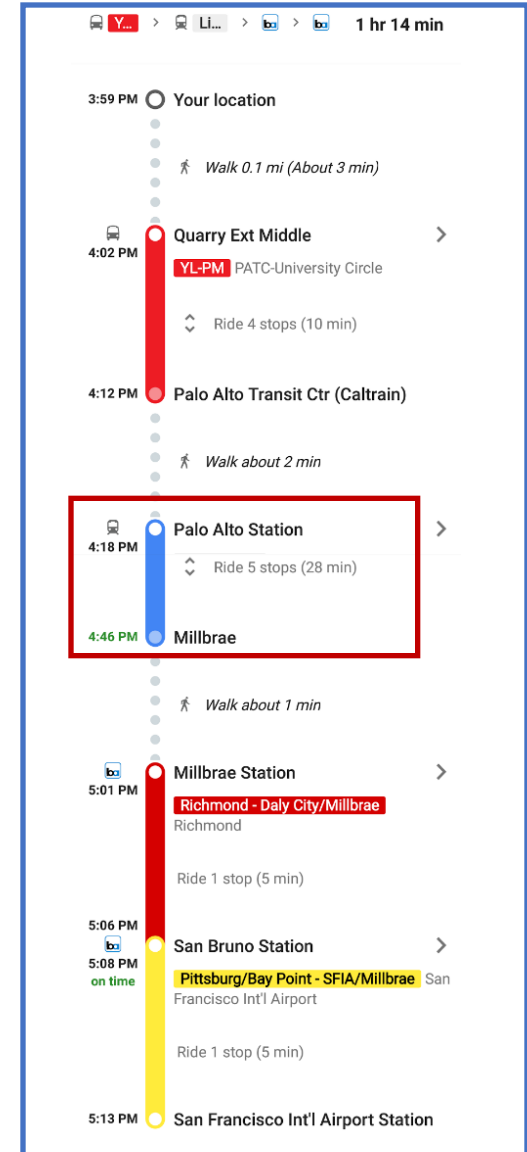 Y... > Li... > ba > ba 1 hr 14 min
3:59 PM Your location
Walk 0.1 mi (About 3 min)
Quarry Ext Middle
4:02 PM
YL-PM PATC-University Circle
Ride 4 stops (10 min)
4:12 PM Palo Alto Transit Ctr (Caltrain)
Walk about 2 min
Palo Alto Station
4:18 PM
Ride 5 stops (28 min)
4:46 PM Millbrae
Walk about 1 min
ba Millbrae Station
5:01 PM
Richmond - Daly City/Millbrae
Richmond
Ride 1 stop (5 min)
5:06 PM
ba San Bruno Station
5:08 PM
on time Pittsburg/Bay Point - SFIA/Millbrae San
Francisco Int'l Airport
Ride 1 stop (5 min)
5:13 PM San Francisco Int'l Airport Station